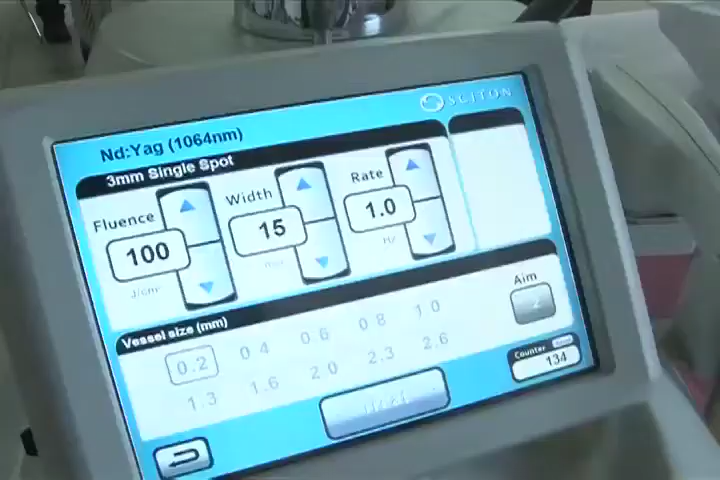 SCITON
Nd:Yag (1064nm)
3mm Single Spot
Fluence
Width
Rate
100
15
1.0
J/cm²
Hz
Vessel size (mm)
Aim
0.2 0.4 0.6 0.8 1.0
1.3 1.6 2.0 2.3 2.6
Counter
134